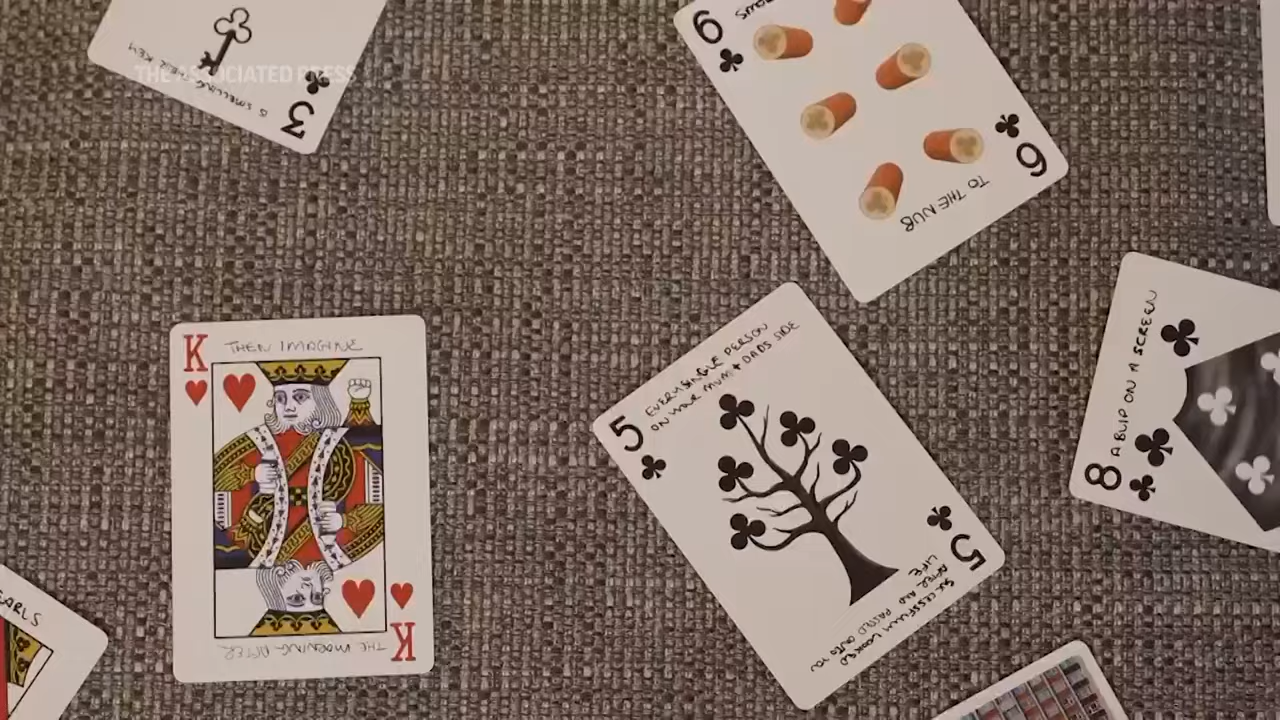 THE ASSOCIATED PRESS
3
IS SMELLING HER KEY
6
6
TO THE NUB
K
THEN IMAGINE
THE MORNING AFTER
K
5
EVERY SINGLE PERSON
ON YOUR MUM + DADS SIDE
5
SUCCESSFULLY LOOKED
AFTER AND PASSED ONTO YOU
LIFE
8
A BLIP ON A SCREEN